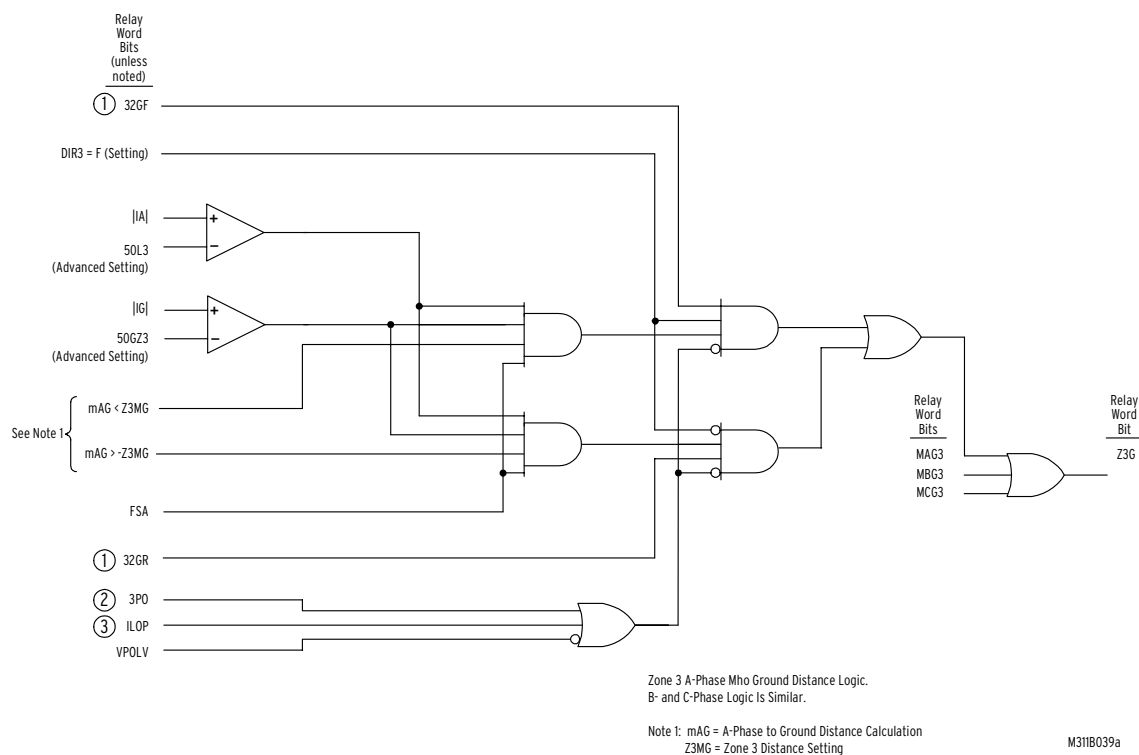 Relay
Word
Bits
(unless
noted)
1 32GF
DIR3 = F (Setting)
|IA|
+
50L3
−
(Advanced Setting)
|IG|
+
50GZ3
−
(Advanced Setting)
mAG < Z3MG
See Note 1
mAG > -Z3MG
FSA
1 32GR
2 3PO
3 ILOP
VPOLV
Relay
Word
Bits
MAG3
MBG3
MCG3
Relay
Word
Bit
Z3G
Zone 3 A-Phase Mho Ground Distance Logic.
B- and C-Phase Logic Is Similar.
Note 1: mAG = A-Phase to Ground Distance Calculation
Z3MG = Zone 3 Distance Setting
M311B039a